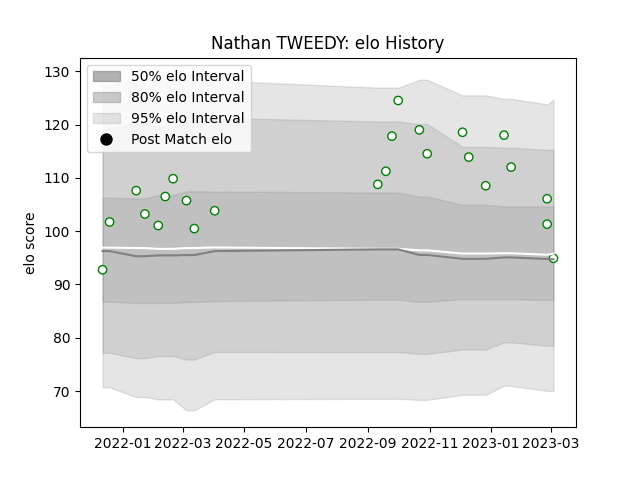 Nathan TWEEDY: elo History
50% elo Interval
80% elo Interval
95% elo Interval
Post Match elo
elo score
130
120
110
100
90
80
70
2022-01 2022-03 2022-05 2022-07 2022-09 2022-11 2023-01 2023-03